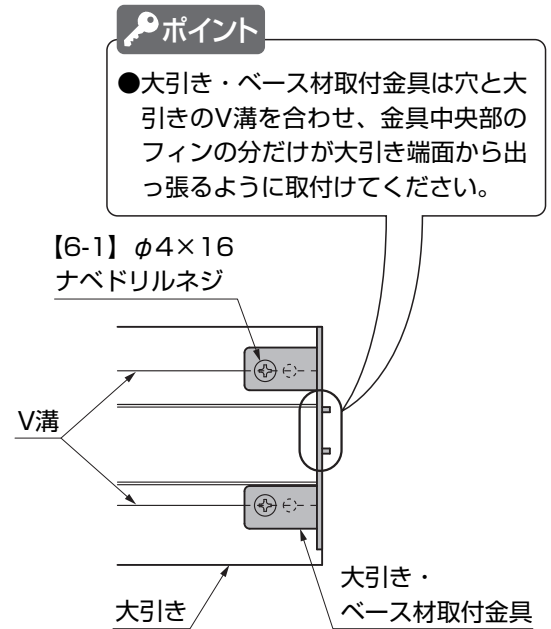 ポイント
●大引き・ベース材取付金具は穴と大
引きのV溝を合わせ、金具中央部の
フィンの分だけが大引き端面から出
っ張るように取付けてください。
【6-1】φ4×16
ナベドリルネジ
V溝
大引き
大引き・
ベース材取付金具